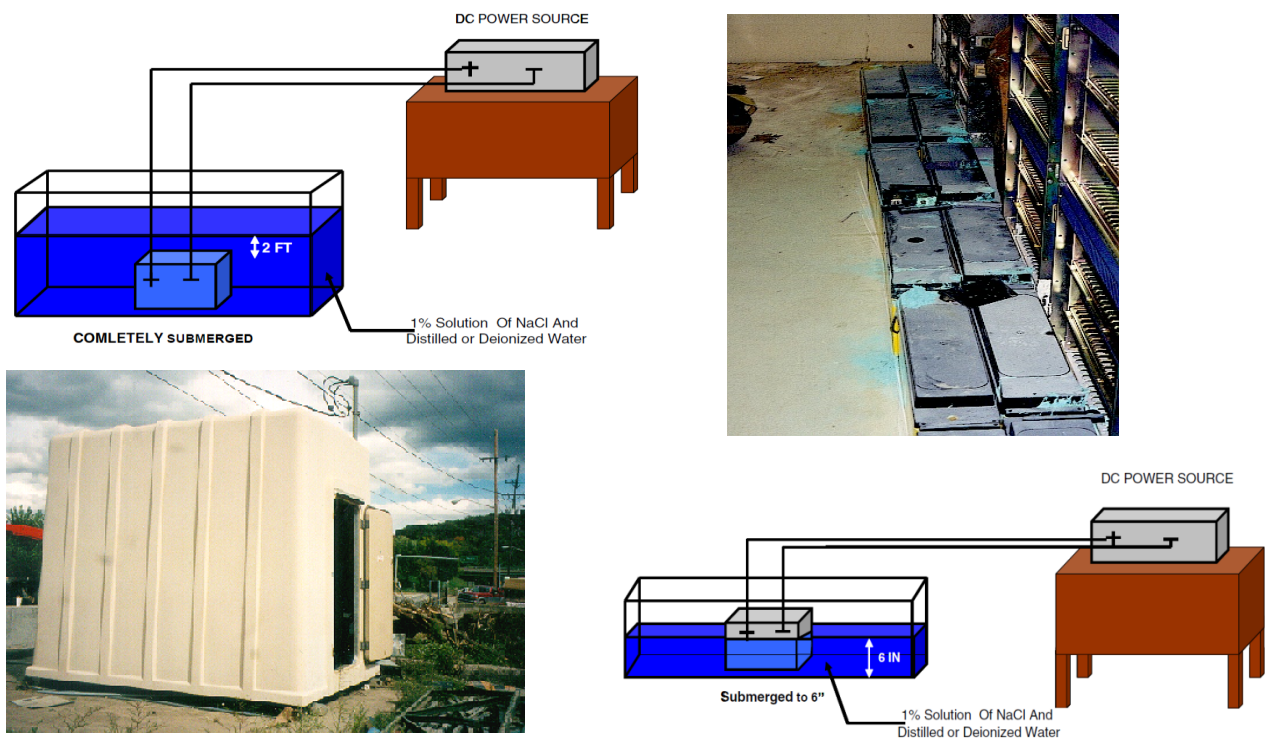 DC POWER SOURCE
+ −
2 FT
+ −
1% Solution Of NaCl And
Distilled or Deionized Water
COMLETELY SUBMERGED
DC POWER SOURCE
+ −
+ −
6 IN
Submerged to 6"
1% Solution Of NaCl And
Distilled or Deionized Water